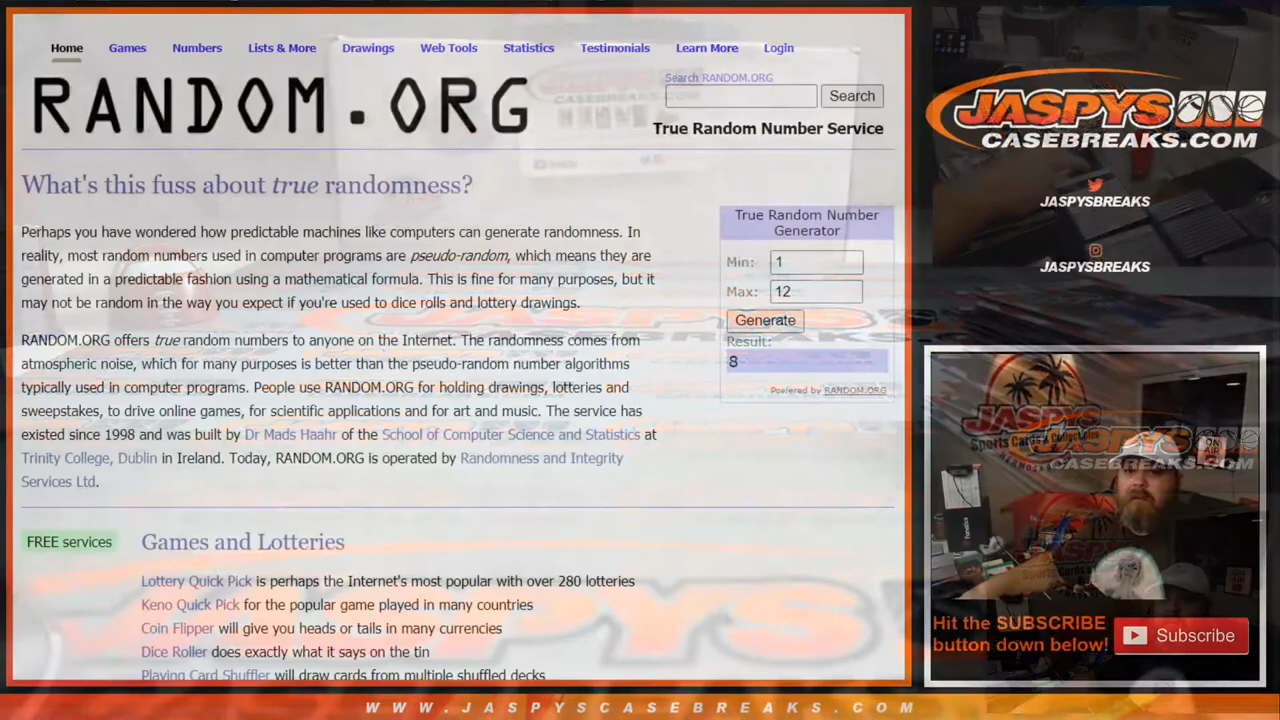 Home Games Numbers Lists & More Drawings Web Tools Statistics Testimonials Learn More Login
RANDOM.ORG
Search RANDOM.ORG
Search
True Random Number Service
What's this fuss about true randomness?
Perhaps you have wondered how predictable machines like computers can generate randomness. In
reality, most random numbers used in computer programs are pseudo-random, which means they are
generated in a predictable fashion using a mathematical formula. This is fine for many purposes, but it
may not be random in the way you expect if you're used to dice rolls and lottery drawings.
RANDOM.ORG offers true random numbers to anyone on the Internet. The randomness comes from
atmospheric noise, which for many purposes is better than the pseudo-random number algorithms
typically used in computer programs. People use RANDOM.ORG for holding drawings, lotteries and
sweepstakes, to drive online games, for scientific applications and for art and music. The service has
existed since 1998 and was built by Dr Mads Haahr of the School of Computer Science and Statistics at
Trinity College, Dublin in Ireland. Today, RANDOM.ORG is operated by Randomness and Integrity
Services Ltd.
True Random Number
Generator
Min: 1
Max: 12
Generate
Result:
8
Powered by RANDOM.ORG
FREE services
Games and Lotteries
Lottery Quick Pick is perhaps the Internet's most popular with over 280 lotteries
Keno Quick Pick for the popular game played in many countries
Coin Flipper will give you heads or tails in many currencies
Dice Roller does exactly what it says on the tin
Playing Card Shuffler will draw cards from multiple shuffled decks
JASPYS
CASEBREAKS.COM
JASPYSBREAKS
JASPYSBREAKS
JASPYS
Sports Cards & Collectibles
CASEBREAKS.COM
ON
AIR
Hit the SUBSCRIBE
button down below!
Subscribe
WWW.JASPYSCASEBREAKS.COM